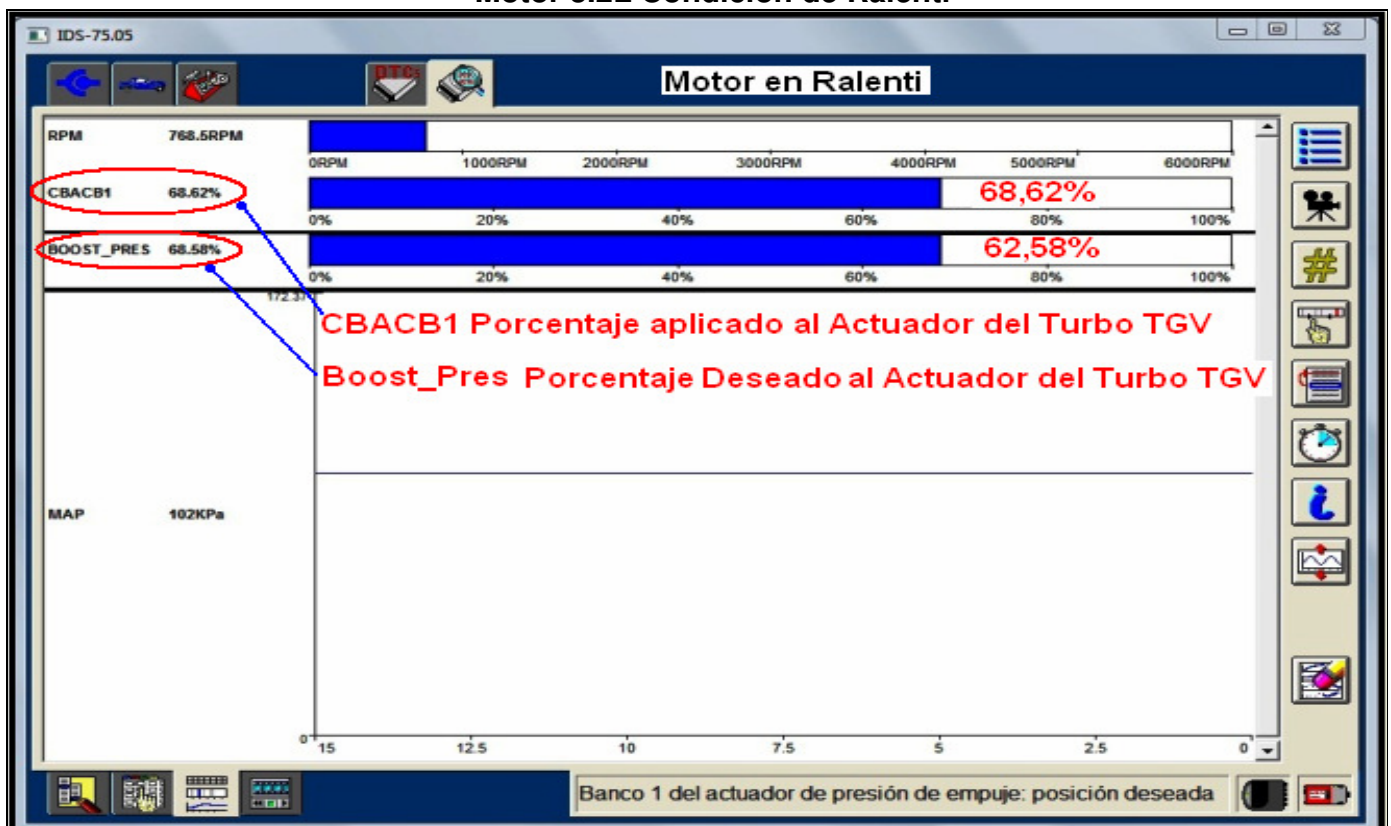 IDS-75.05
DTCs
Motor en Ralenti
RPM 768.5RPM
0RPM 1000RPM 2000RPM 3000RPM 4000RPM 5000RPM 6000RPM
CBACB1 68.62% 68,62%
0% 20% 40% 60% 80% 100%
BOOST_PRES 68.58% 62,58%
0% 20% 40% 60% 80% 100%
172.37
CBACB1 Porcentaje aplicado al Actuador del Turbo TGV
Boost_Pres Porcentaje Deseado al Actuador del Turbo TGV
MAP 102KPa
0
15 12.5 10 7.5 5 2.5 0
Banco 1 del actuador de presión de empuje: posición deseada